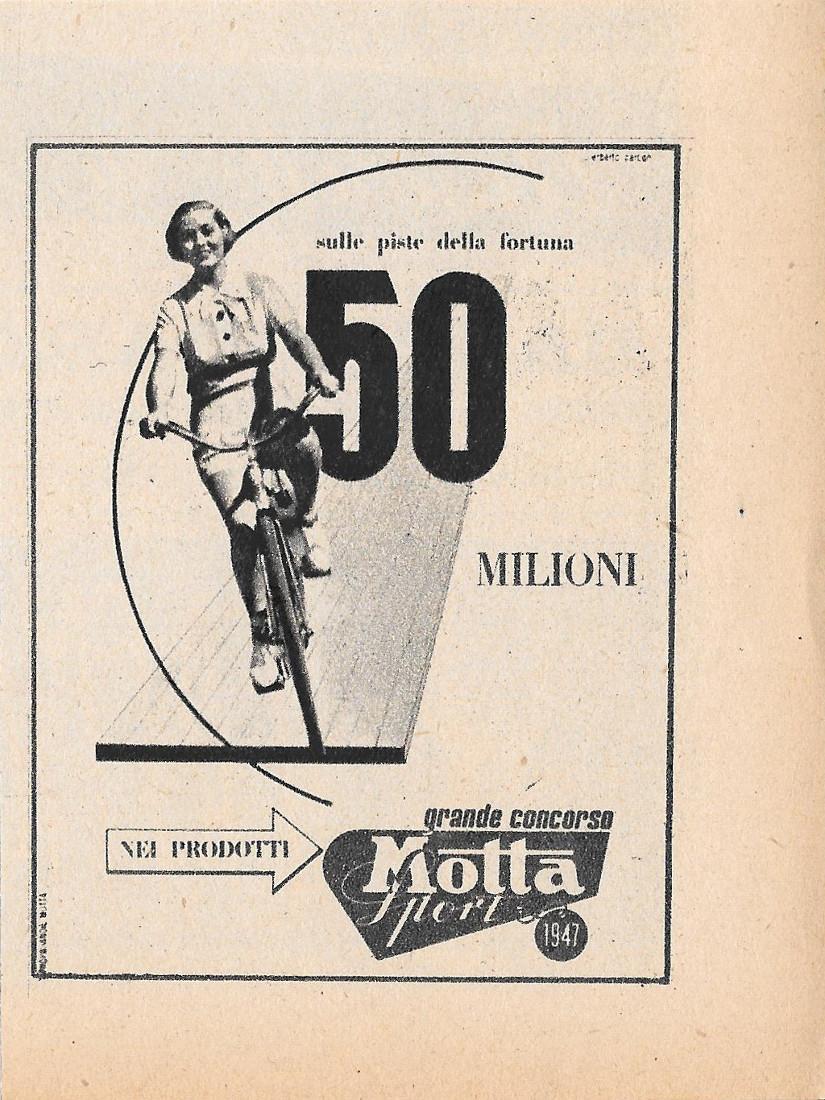 sulle piste della fortuna
50
MILIONI
NEI PRODOTTI
grande concorso
Motta
Sport
1947